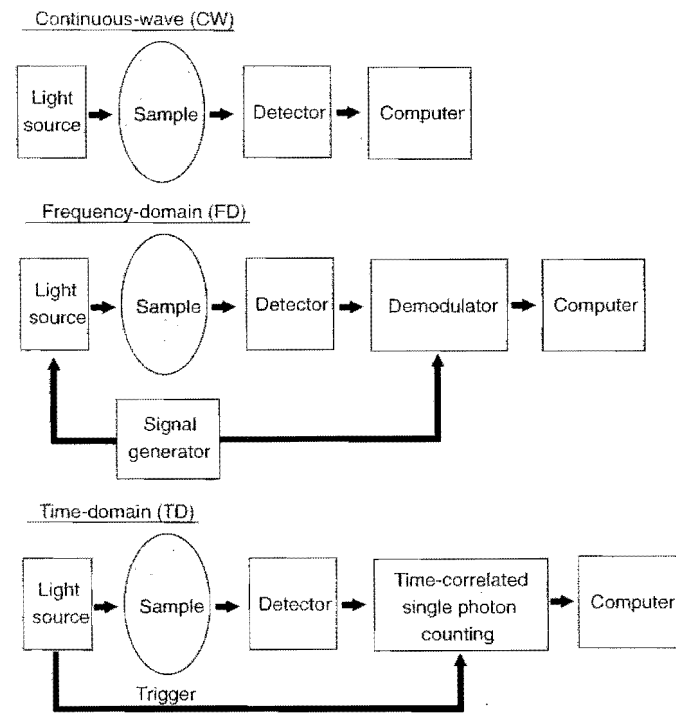 Continuous-wave (CW)
Light
source
Sample
Detector
Computer
Frequency-domain (FD)
Light
source
Sample
Detector
Demodulator
Computer
Signal
generator
Time-domain (TD)
Light
source
Sample
Detector
Time-correlated
single photon
counting
Computer
Trigger